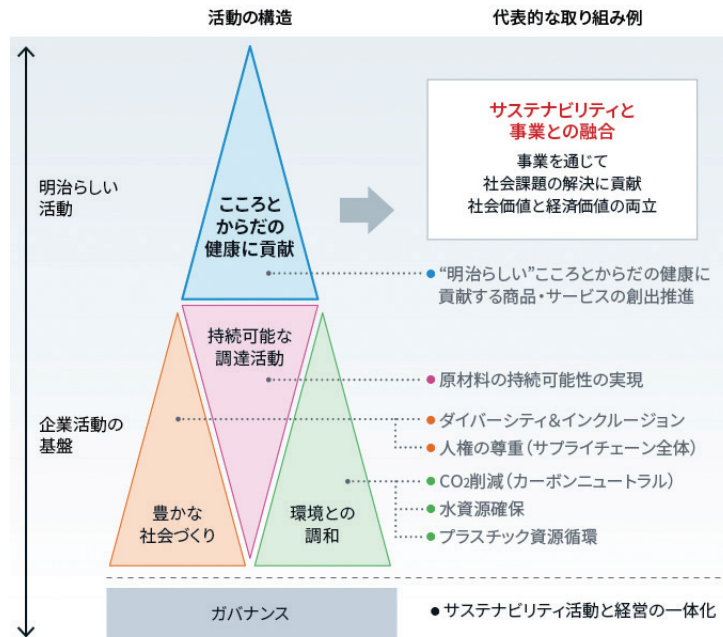 活動の構造
代表的な取り組み例
明治らしい
活動
こころと
からだの
健康に貢献
サステナビリティと
事業との融合
事業を通じて
社会課題の解決に貢献
社会価値と経済価値の両立
“明治らしい”こころとからだの健康に
貢献する商品・サービスの創出推進
企業活動の
基盤
持続可能な
調達活動
豊かな
社会づくり
環境との
調和
原材料の持続可能性の実現
ダイバーシティ&インクルージョン
人権の尊重(サプライチェーン全体)
CO₂削減(カーボンニュートラル)
水資源確保
プラスチック資源循環
ガバナンス
●サステナビリティ活動と経営の一体化